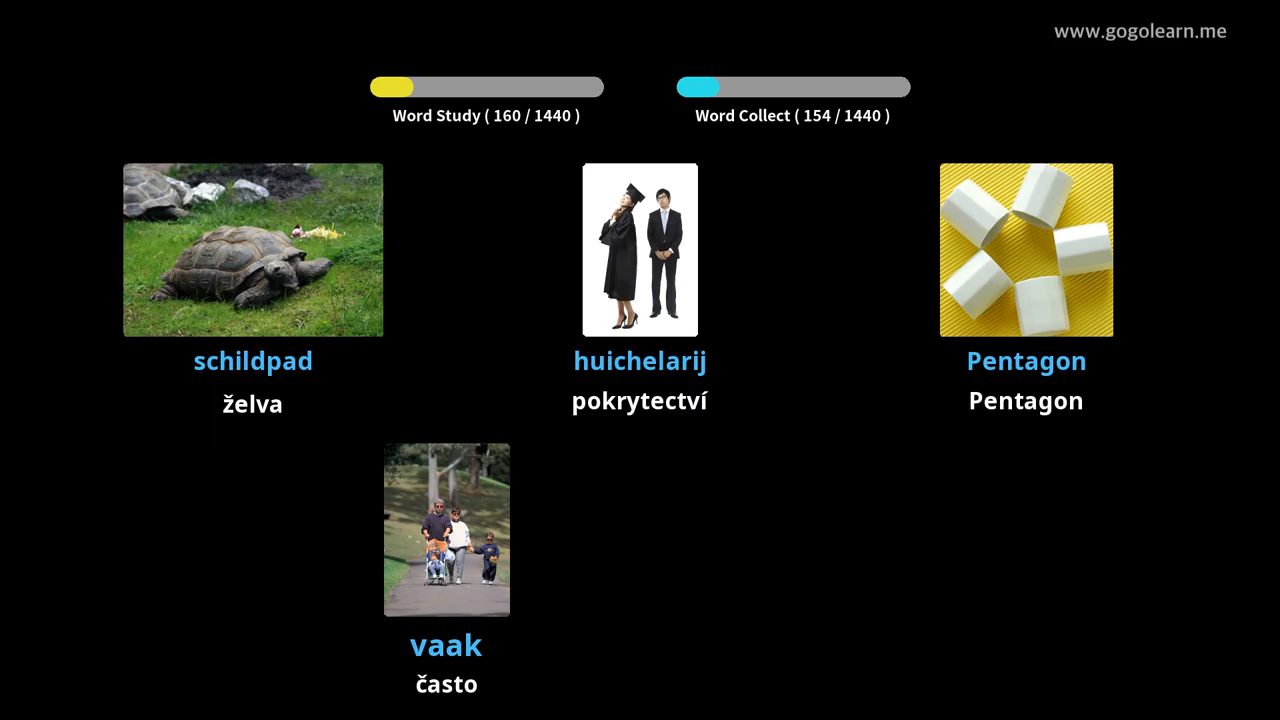 www.gogolearn.me
Word Study ( 160 / 1440 )
Word Collect ( 154 / 1440 )
schildpad
želva
huichelarij
pokrytectví
Pentagon
Pentagon
vaak
často